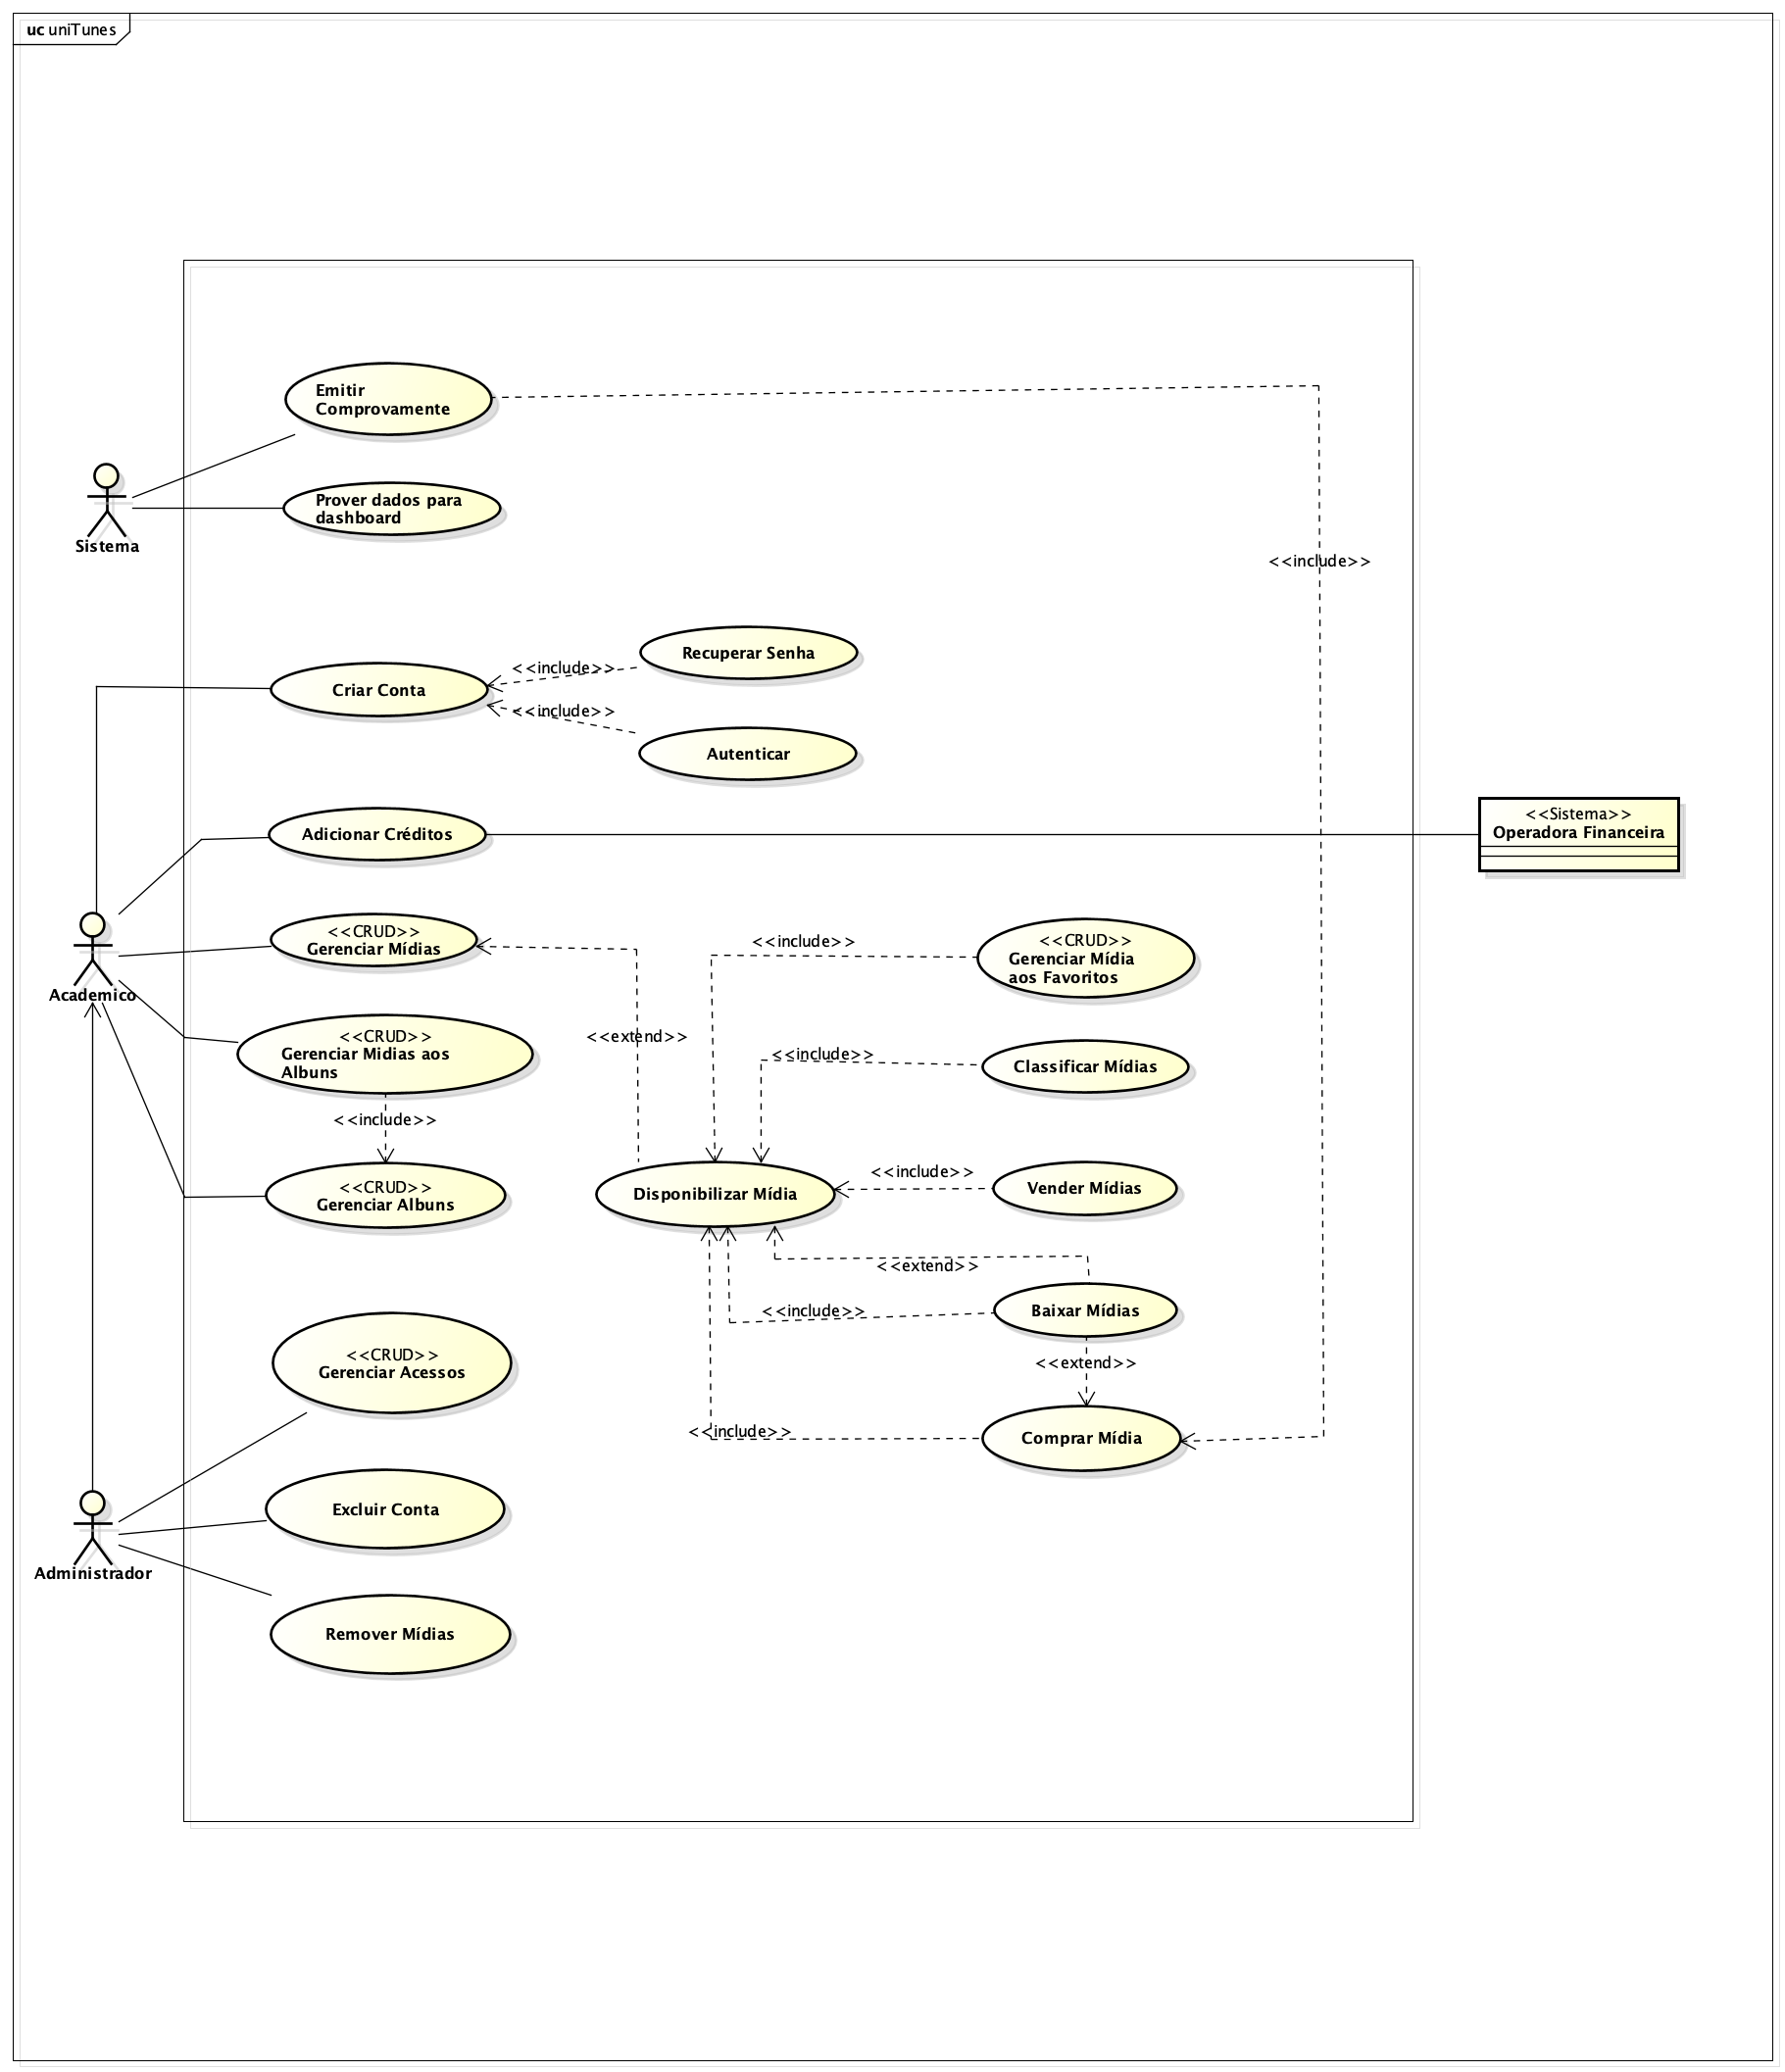 uc uniTunes
Emitir
Comprovamente
Prover dados para
dashboard
Sistema
<<include>>
Recuperar Senha
<<include>>
Criar Conta
<<include>>
Autenticar
<<Sistema>>
Adicionar Créditos
Operadora Financeira
<<CRUD>>
Gerenciar Mídias
<<include>>
<<CRUD>>
Gerenciar Mídia
aos Favoritos
Academico
<<extend>>
<<CRUD>>
Gerenciar Midias aos
Albuns
<<include>>
Classificar Mídias
<<include>>
<<CRUD>>
Gerenciar Albuns
Disponibilizar Mídia
<<include>>
Vender Mídias
<<extend>>
<<include>>
Baixar Mídias
<<extend>>
<<CRUD>>
Gerenciar Acessos
<<include>>
Comprar Mídia
Excluir Conta
Administrador
Remover Mídias